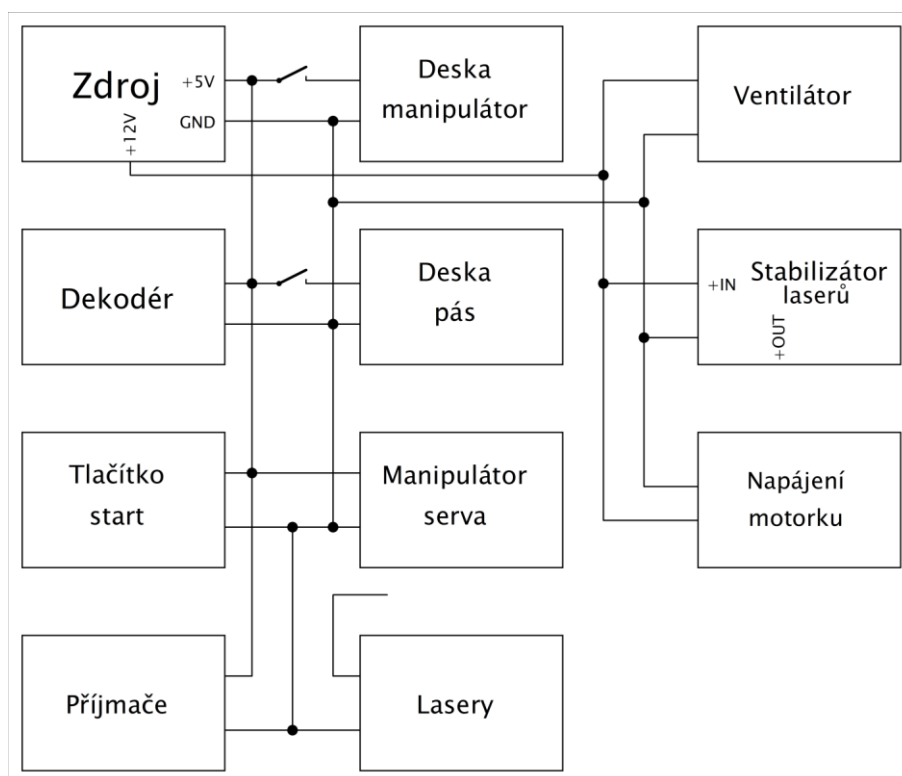 Zdroj
+5V
GND
+12V
Deska
manipulátor
Ventilátor
Dekodér
Deska
pás
+IN
Stabilizátor
laserů
+OUT
Tlačítko
start
Manipulátor
serva
Napájení
motorku
Příjmače
Lasery